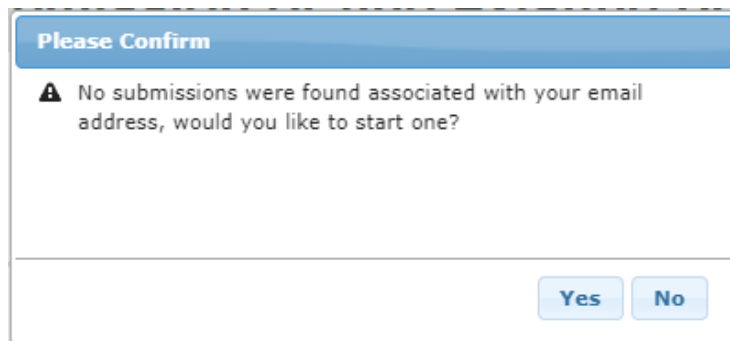 Please Confirm
No submissions were found associated with your email
address, would you like to start one?
Yes No